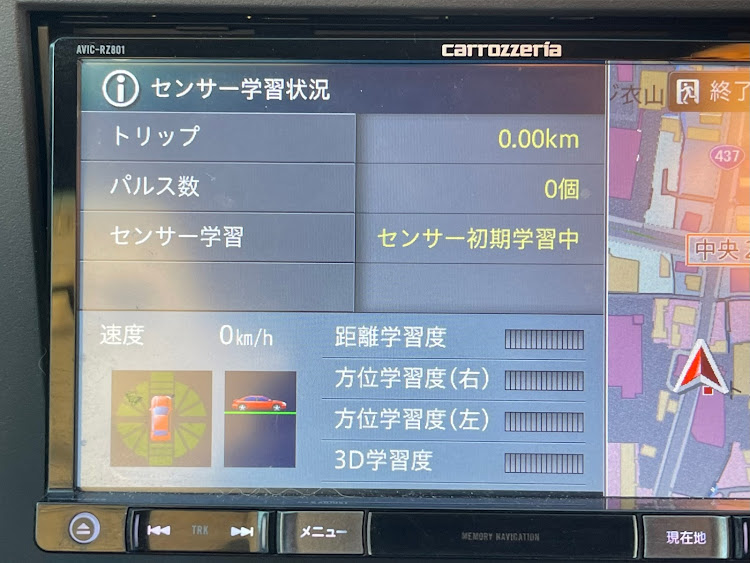 AVIC-RZ801
carrozzeria
センサー学習状況
トリップ 0.00km
パルス数 0個
センサー学習 センサー初期学習中
速度 0km/h
距離学習度
方位学習度(右)
方位学習度(左)
3D学習度
衣山
終了
437
中央2
TRK
メニュー
MEMORY NAVIGATION
現在地